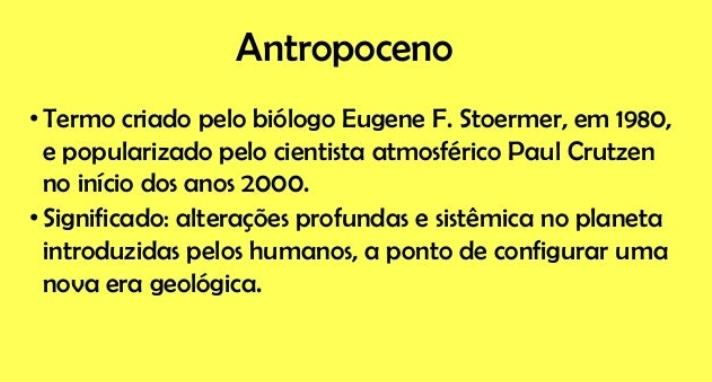 Antropoceno
• Termo criado pelo biólogo Eugene F. Stoermer, em 1980,
e popularizado pelo cientista atmosférico Paul Crutzen
no início dos anos 2000.
• Significado: alterações profundas e sistêmica no planeta
introduzidas pelos humanos, a ponto de configurar uma
nova era geológica.